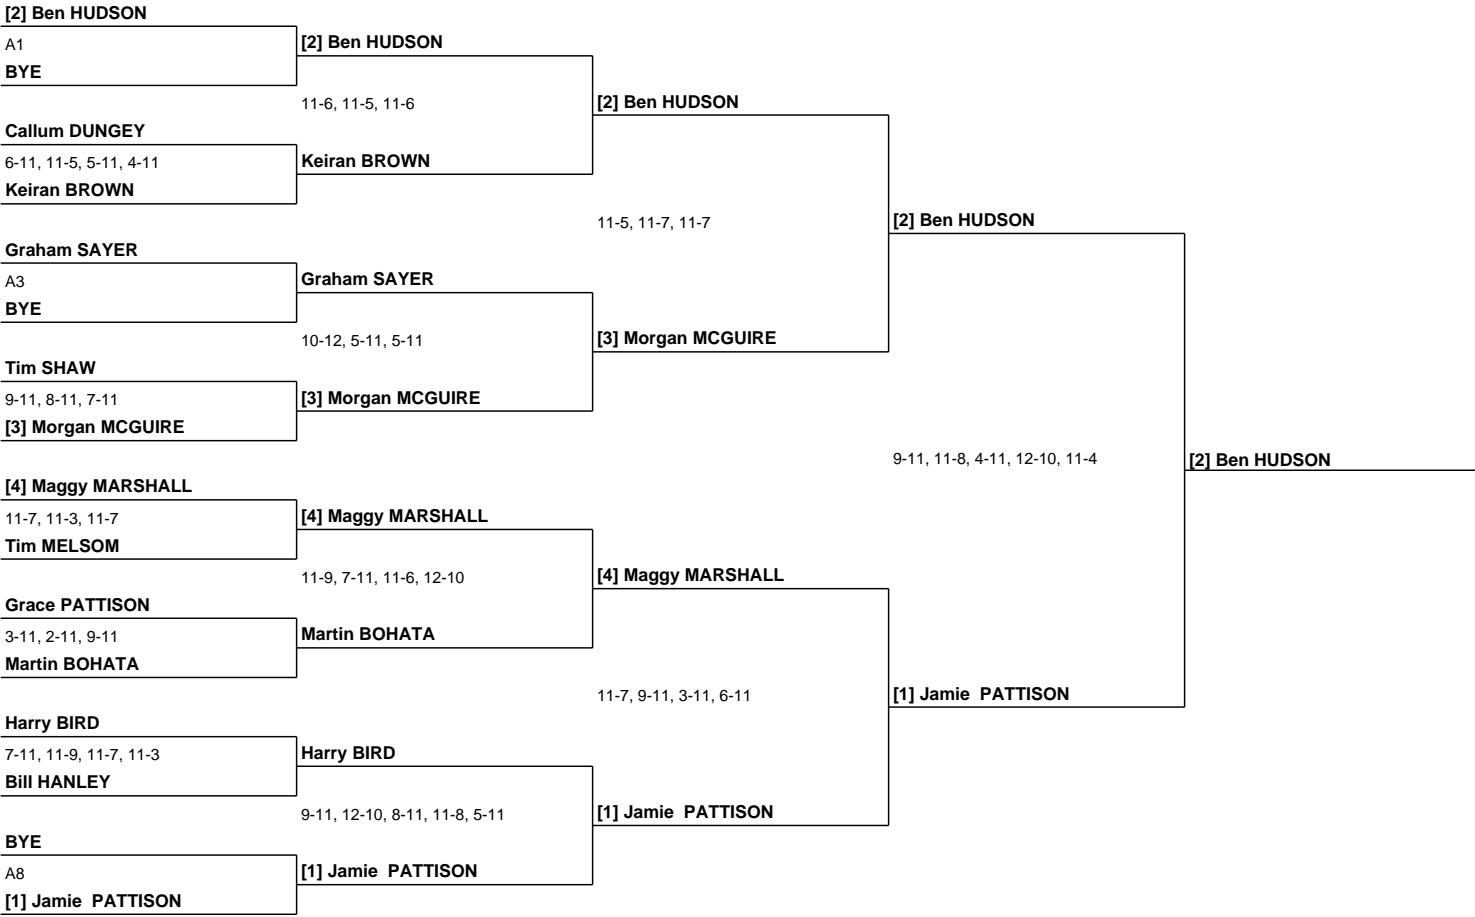 [2] Ben HUDSON
A1
BYE
Callum DUNGEY
6-11, 11-5, 5-11, 4-11
Keiran BROWN
Graham SAYER
A3
BYE
Tim SHAW
9-11, 8-11, 7-11
[3] Morgan MCGUIRE
[4] Maggy MARSHALL
11-7, 11-3, 11-7
Tim MELSOM
Grace PATTISON
3-11, 2-11, 9-11
Martin BOHATA
Harry BIRD
7-11, 11-9, 11-7, 11-3
Bill HANLEY
BYE
A8
[1] Jamie  PATTISON
[2] Ben HUDSON
11-6, 11-5, 11-6
Keiran BROWN
Graham SAYER
10-12, 5-11, 5-11
[3] Morgan MCGUIRE
[4] Maggy MARSHALL
11-9, 7-11, 11-6, 12-10
Martin BOHATA
Harry BIRD
9-11, 12-10, 8-11, 11-8, 5-11
[1] Jamie  PATTISON
[2] Ben HUDSON
11-5, 11-7, 11-7
[3] Morgan MCGUIRE
[4] Maggy MARSHALL
11-7, 9-11, 3-11, 6-11
[1] Jamie  PATTISON
[2] Ben HUDSON
9-11, 11-8, 4-11, 12-10, 11-4
[1] Jamie  PATTISON
[2] Ben HUDSON